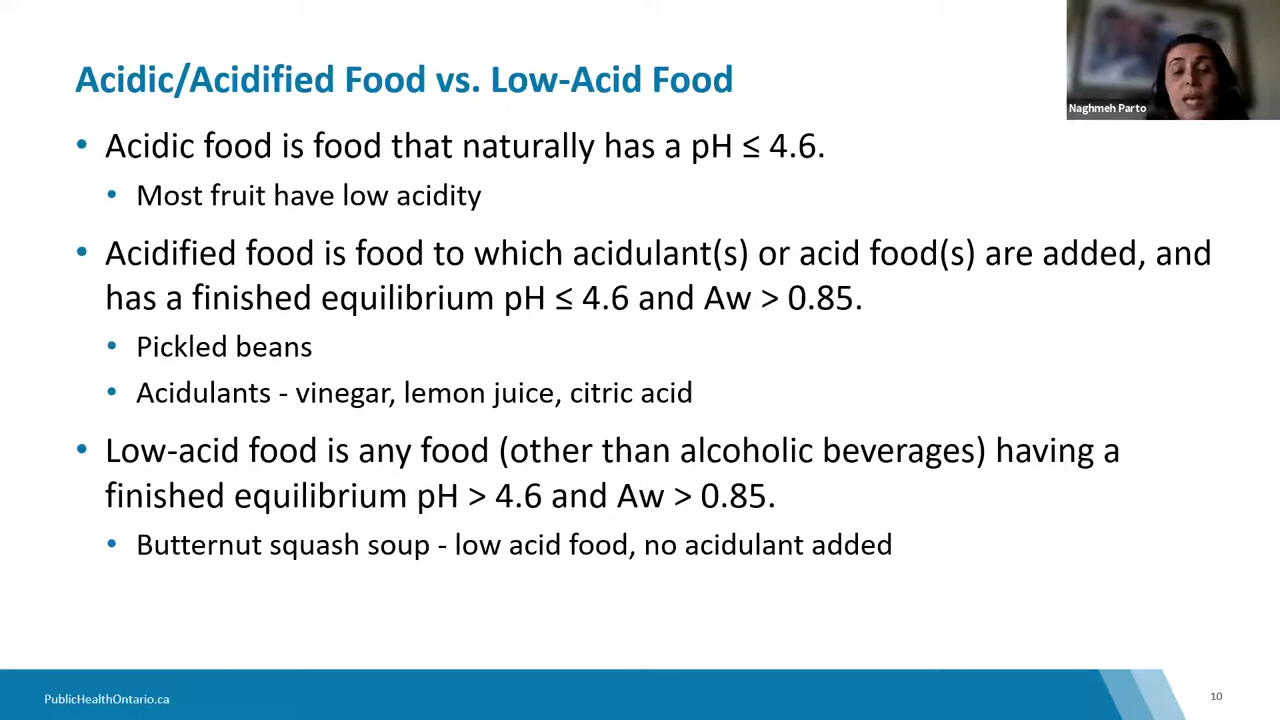 Acidic/Acidified Food vs. Low-Acid Food
Naghmeh Parto
• Acidic food is food that naturally has a pH ≤ 4.6.
• Most fruit have low acidity
• Acidified food is food to which acidulant(s) or acid food(s) are added, and
has a finished equilibrium pH ≤ 4.6 and Aw > 0.85.
• Pickled beans
• Acidulants - vinegar, lemon juice, citric acid
• Low-acid food is any food (other than alcoholic beverages) having a
finished equilibrium pH > 4.6 and Aw > 0.85.
• Butternut squash soup - low acid food, no acidulant added
PublicHealthOntario.ca
10